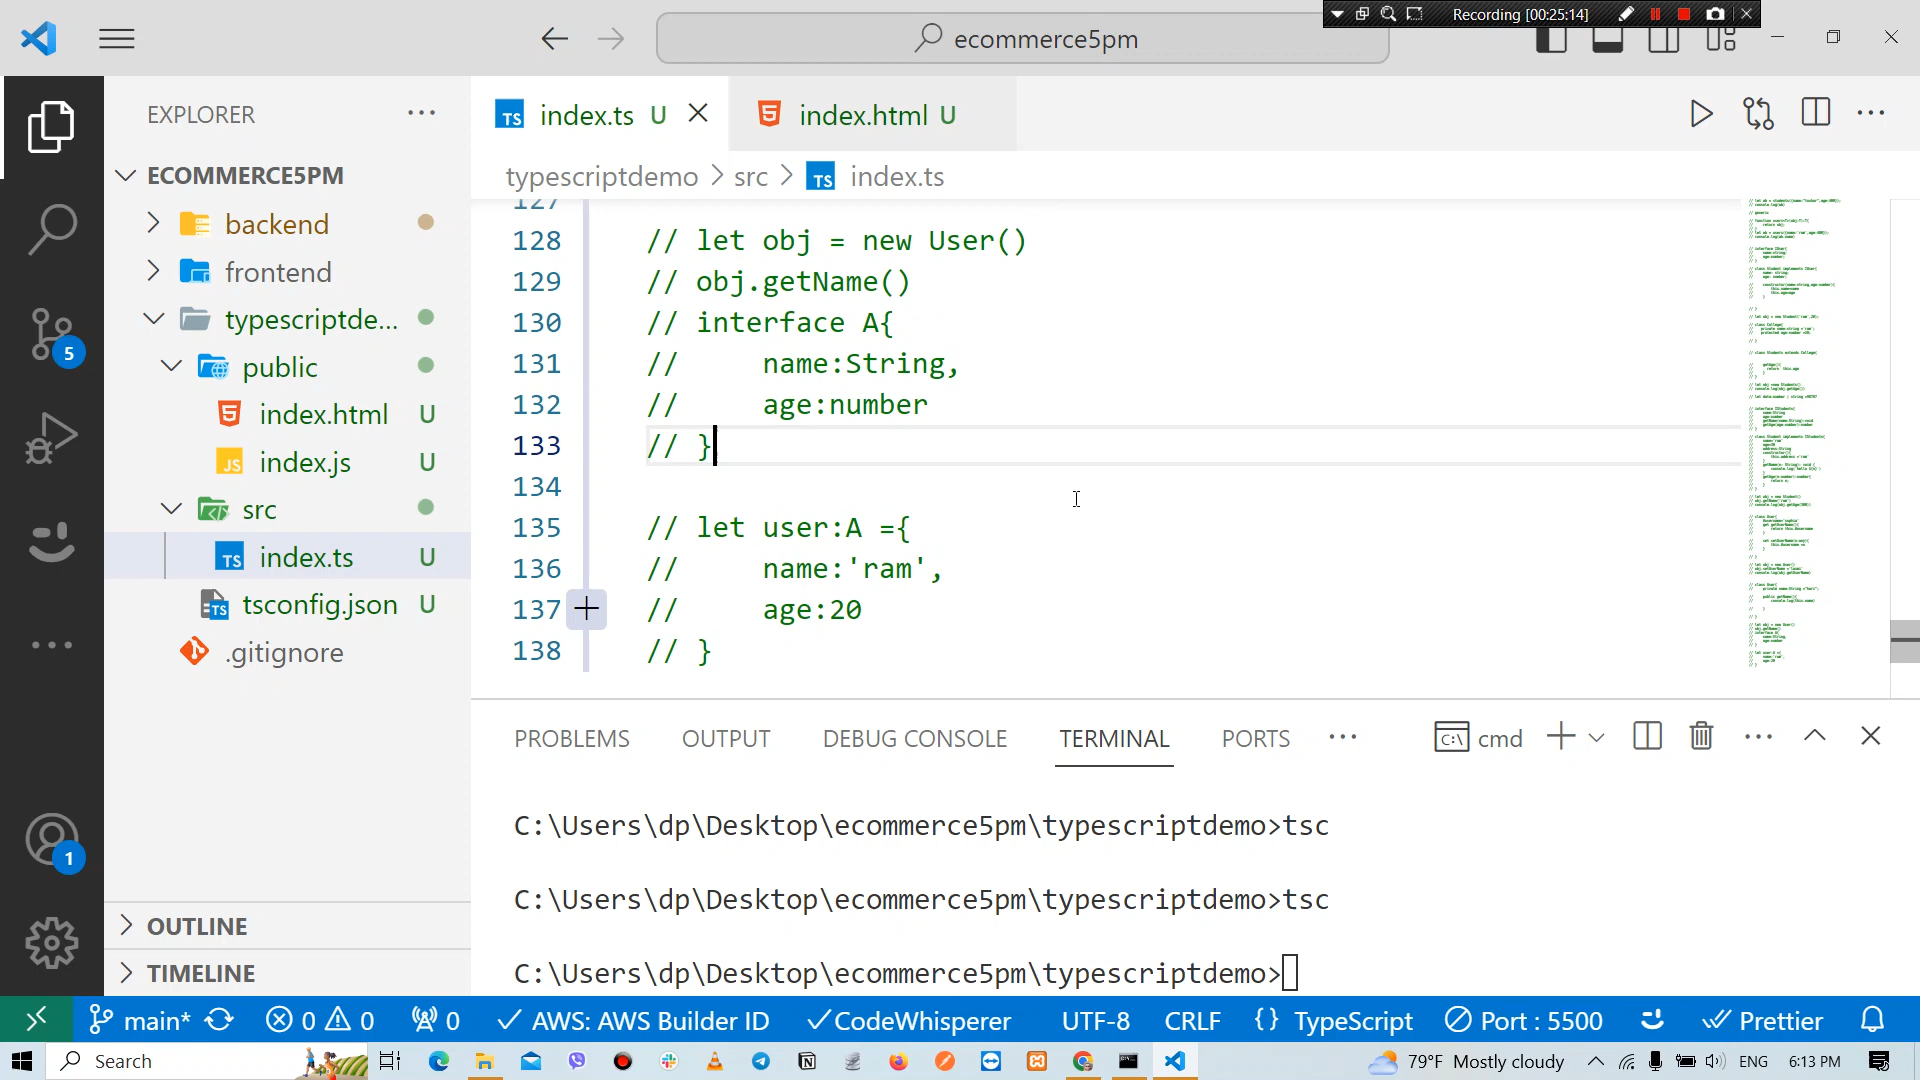 Recording [00:25:14]
ecommerce5pm
EXPLORER
index.ts U
index.html U
typescriptdemo > src > TS index.ts
ECOMMERCE5PM
backend
frontend
typescriptde...
public
index.html U
index.js U
src
index.ts U
tsconfig.json U
.gitignore
OUTLINE
TIMELINE
5
1
127
128 // let obj = new User()
129 // obj.getName()
130 // interface A{
131 //     name:String,
132 //     age:number
133 // }
134
135 // let user:A ={
136 //     name:'ram',
137 //     age:20
138 // }
PROBLEMS OUTPUT DEBUG CONSOLE TERMINAL PORTS
cmd
C:\Users\dp\Desktop\ecommerce5pm\typescriptdemo>tsc
C:\Users\dp\Desktop\ecommerce5pm\typescriptdemo>tsc
C:\Users\dp\Desktop\ecommerce5pm\typescriptdemo>
main* 0 0 0 AWS: AWS Builder ID CodeWhisperer UTF-8 CRLF {} TypeScript Port : 5500 Prettier
Search 79°F Mostly cloudy ENG 6:13 PM